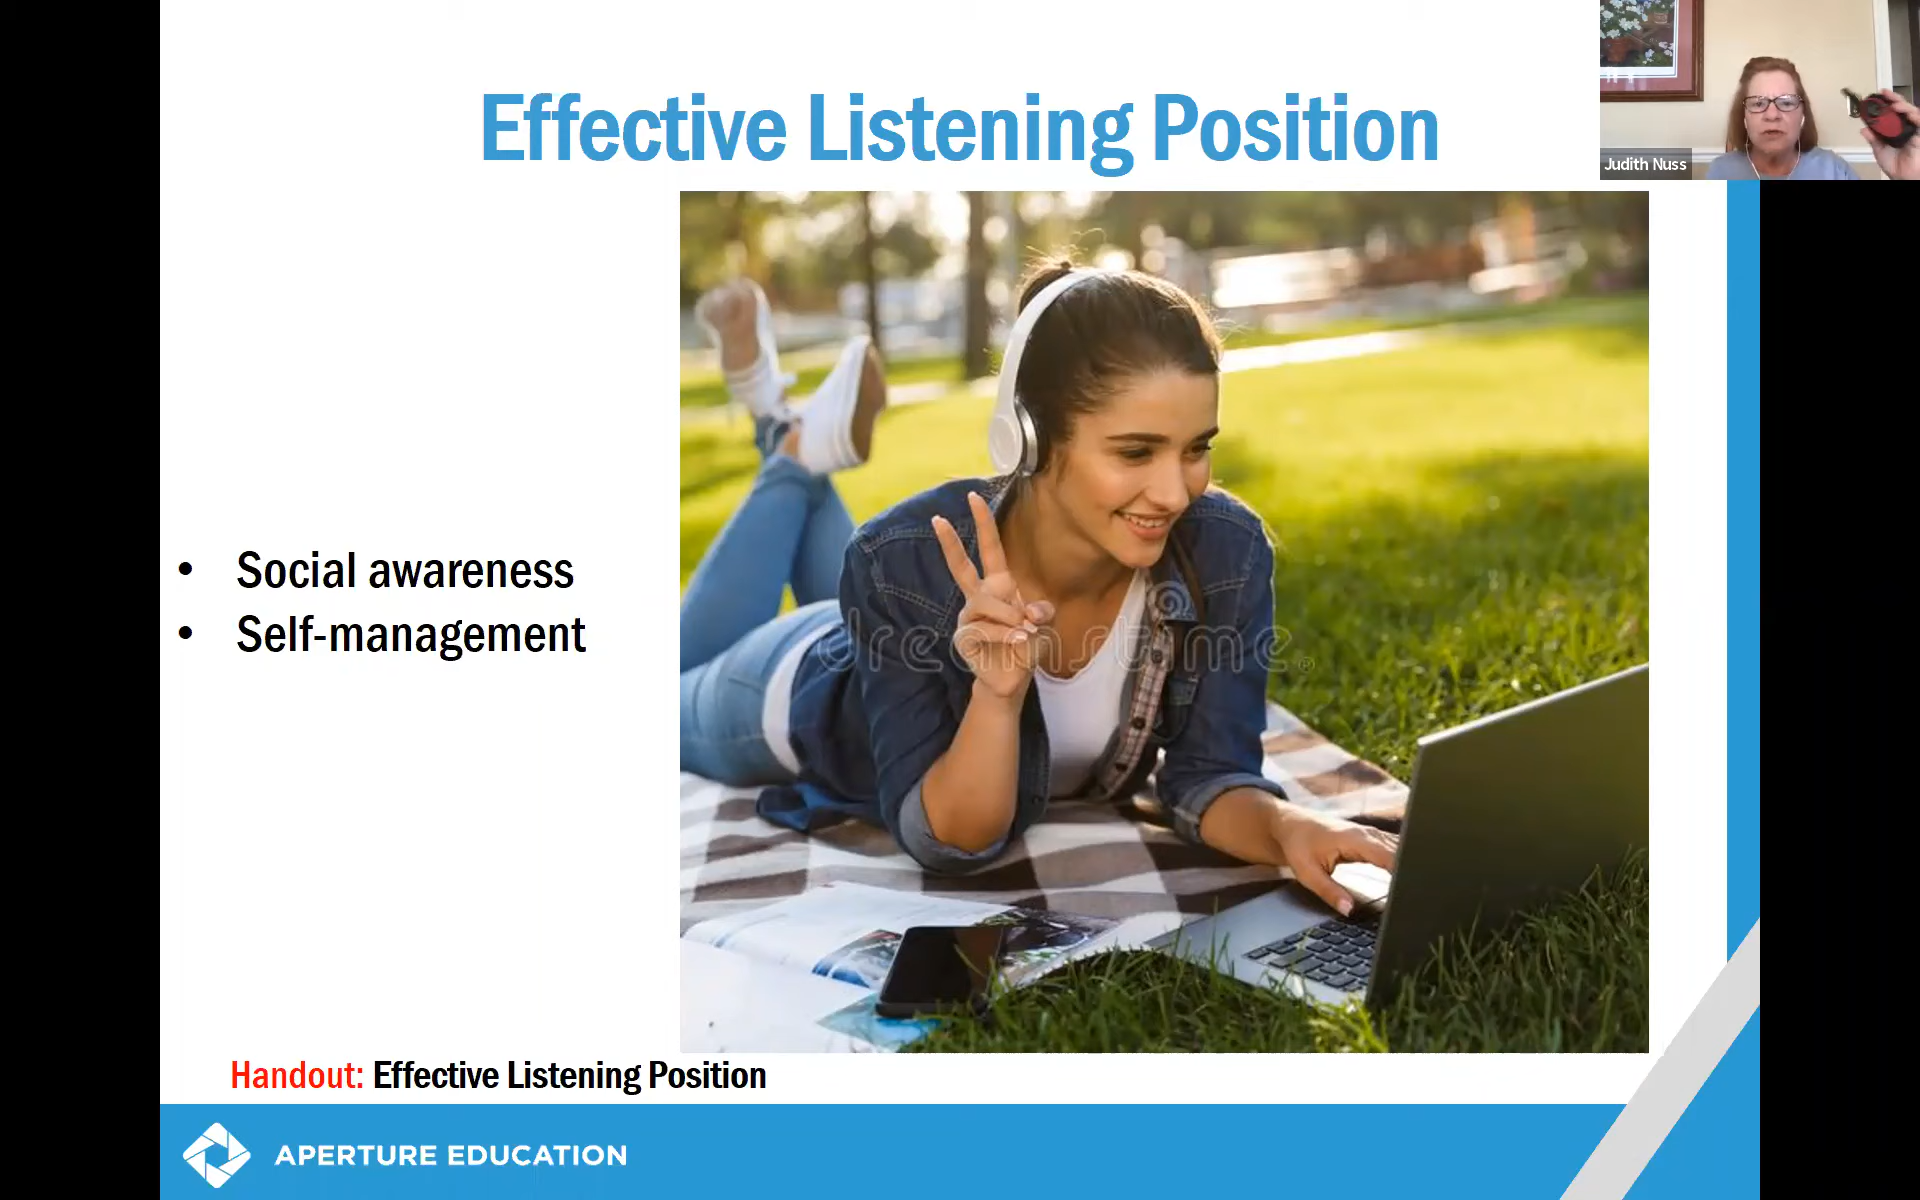 Effective Listening Position
Judith Nuss
• Social awareness
• Self-management
dreamstime®
Handout: Effective Listening Position
APERTURE EDUCATION